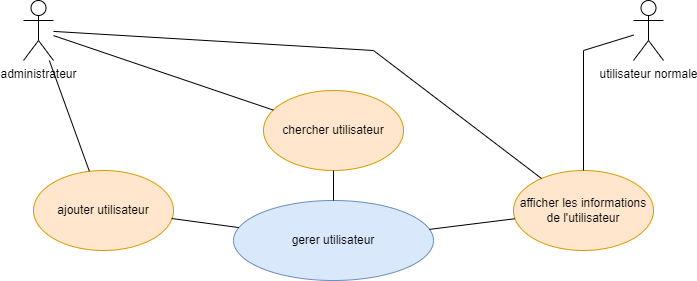 administrateur
utilisateur normale
chercher utilisateur
ajouter utilisateur
afficher les informations
de l'utilisateur
gerer utilisateur